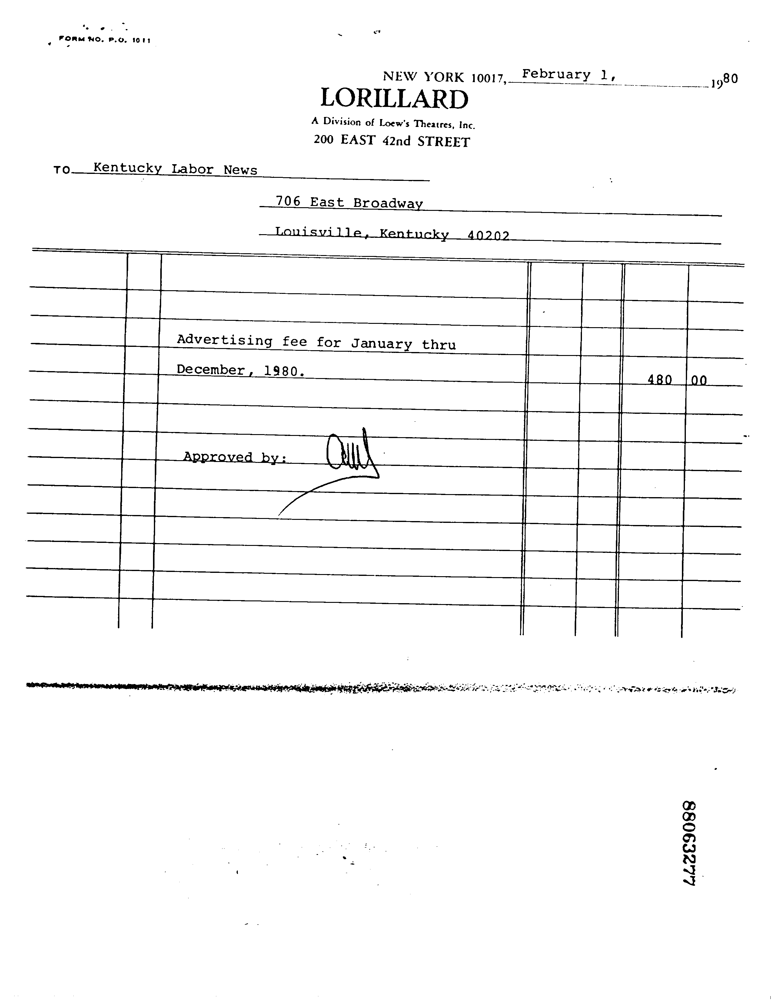 FORM NO. P.O. 1011
NEW YORK 10017, February 1, 1980
LORILLARD
A Division of Loew's Theatres, Inc.
200 EAST 42nd STREET
TO Kentucky Labor News
706 East Broadway
Louisville, Kentucky 40202
Advertising fee for January thru
December, 1980. 480 00
Approved by:
88063277